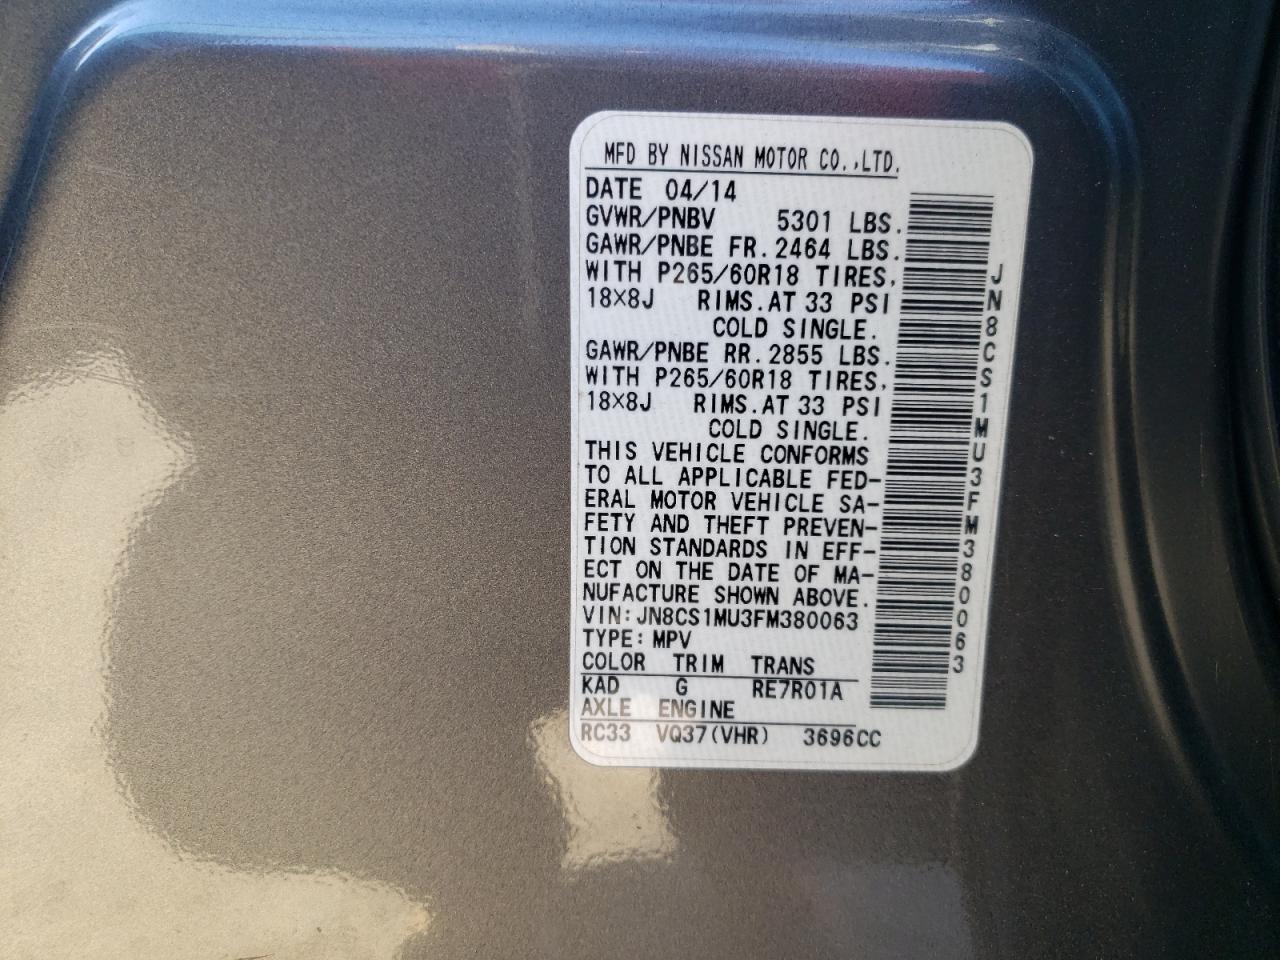 MFD BY NISSAN MOTOR CO.,LTD.
DATE 04/14
GVWR/PNBV 5301 LBS.
GAWR/PNBE FR. 2464 LBS.
WITH P265/60R18 TIRES,
18×8J RIMS. AT 33 PSI
COLD SINGLE.
GAWR/PNBE RR. 2855 LBS.
WITH P265/60R18 TIRES,
18×8J RIMS. AT 33 PSI
COLD SINGLE.
THIS VEHICLE CONFORMS
TO ALL APPLICABLE FED-
ERAL MOTOR VEHICLE SA-
FETY AND THEFT PREVEN-
TION STANDARDS IN EFF-
ECT ON THE DATE OF MA-
NUFACTURE SHOWN ABOVE.
VIN: JN8CS1MU3FM380063
TYPE: MPV
COLOR TRIM TRANS
KAD G RE7R01A
AXLE ENGINE
RC33 VQ37(VHR) 3696CC
JN8CS1MU3FM380063